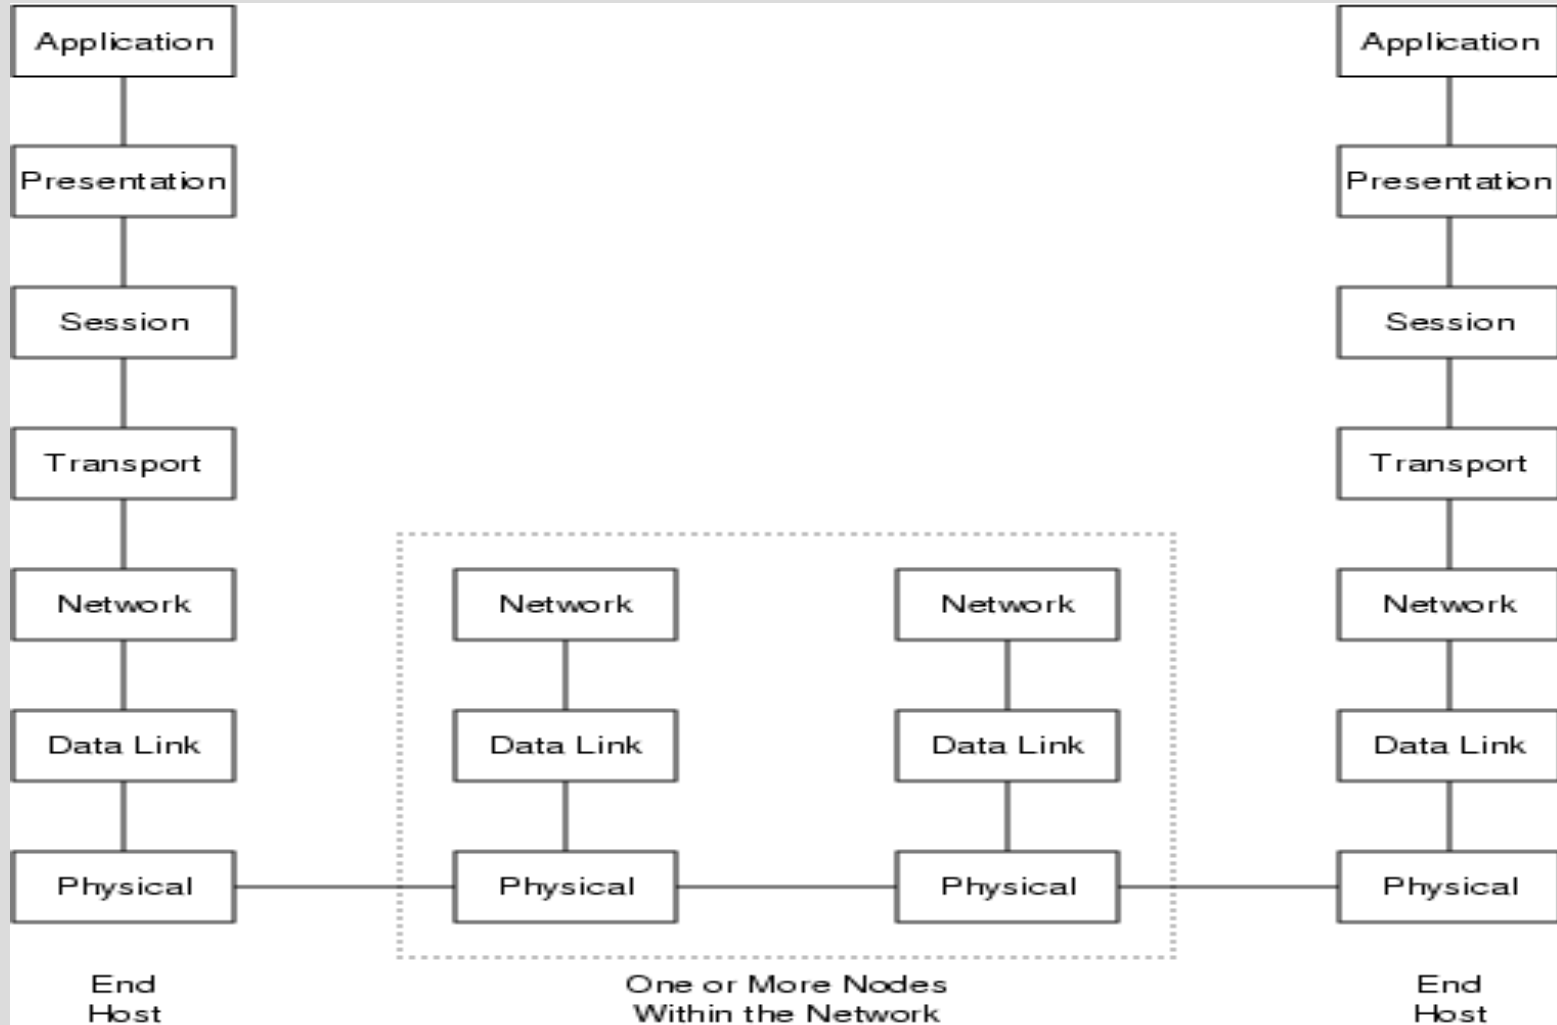 Application
Application
Presentation
Presentation
Session
Session
Transport
Transport
Network
Network
Network
Network
Data Link
Data Link
Data Link
Data Link
Physical
Physical
Physical
Physical
End
Host
One or More Nodes
Within the Network
End
Host